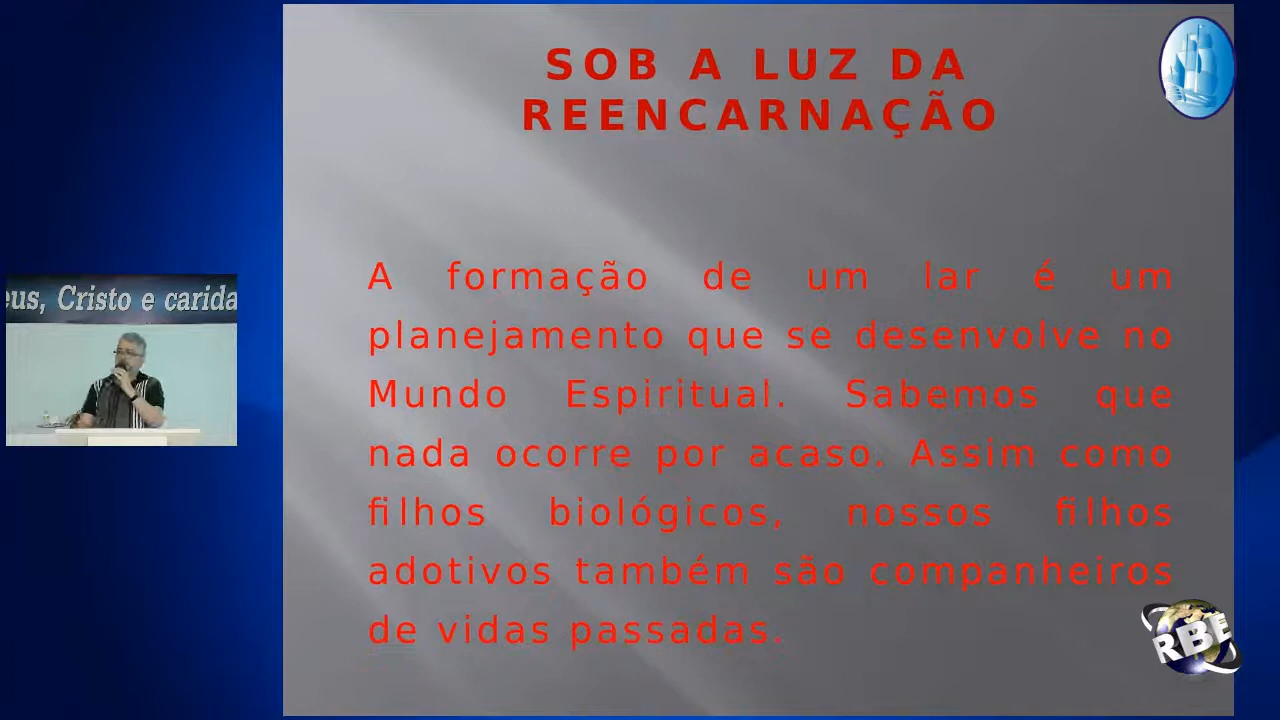 SOB A LUZ DA
REENCARNAÇÃO
eus, Cristo e carida
A formação de um lar é um
planejamento que se desenvolve no
Mundo Espiritual. Sabemos que
nada ocorre por acaso. Assim como
filhos biológicos, nossos filhos
adotivos também são companheiros
de vidas passadas.
RBE